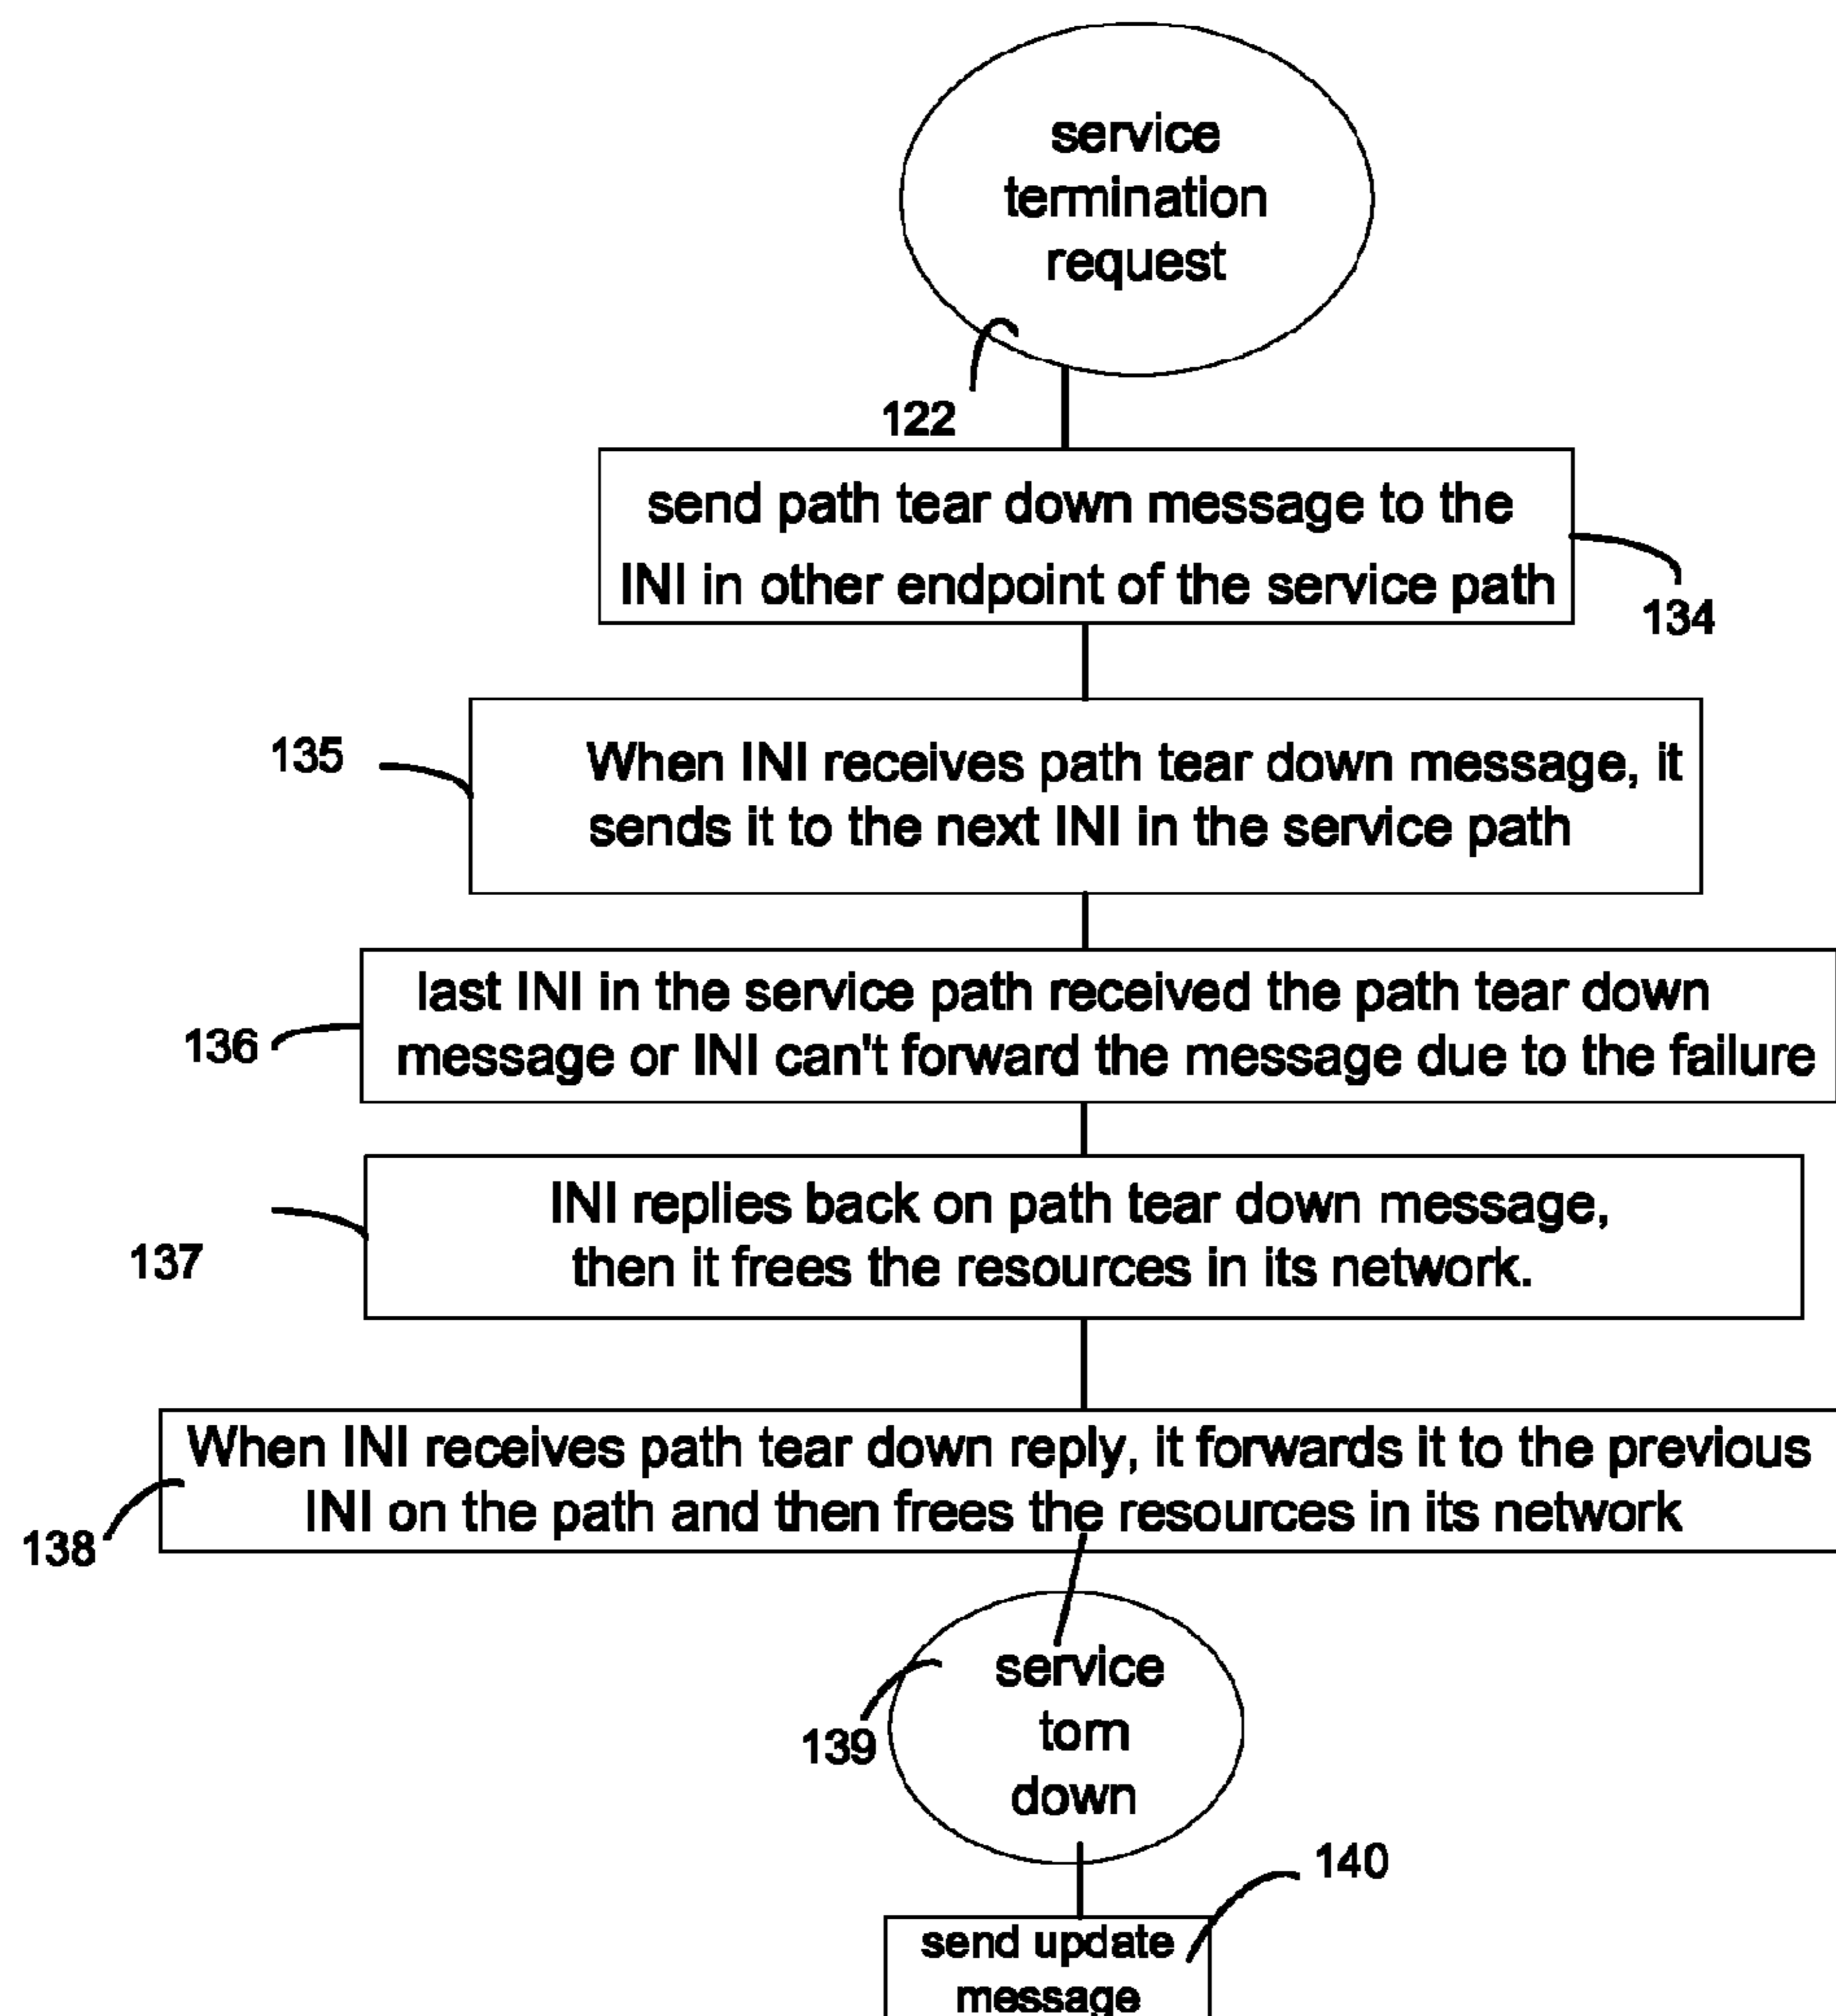 service
termination
request
122
send path tear down message to the
INI in other endpoint of the service path
134
135
When INI receives path tear down message, it
sends it to the next INI in the service path
last INI in the service path received the path tear down
136
message or INI can't forward the message due to the failure
INI replies back on path tear down message,
137
then it frees the resources in its network.
When INI receives path tear down reply, it forwards it to the previous
INI on the path and then frees the resources in its network
138
service
torn
139
down
140
send update
message